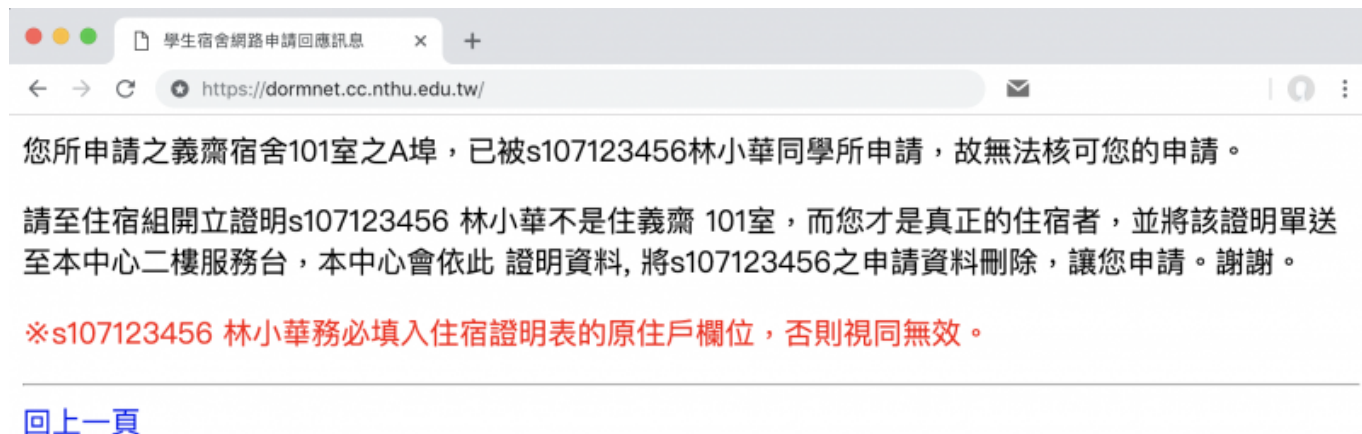 學生宿舍網路申請回應訊息
https://dormnet.cc.nthu.edu.tw/
您所申請之義齋宿舍101室之A埠，已被s107123456林小華同學所申請，故無法核可您的申請。
請至住宿組開立證明s107123456 林小華不是住義齋 101室，而您才是真正的住宿者，並將該證明單送
至本中心二樓服務台，本中心會依此 證明資料, 將s107123456之申請資料刪除，讓您申請。謝謝。
※s107123456 林小華務必填入住宿證明表的原住戶欄位，否則視同無效。
回上一頁